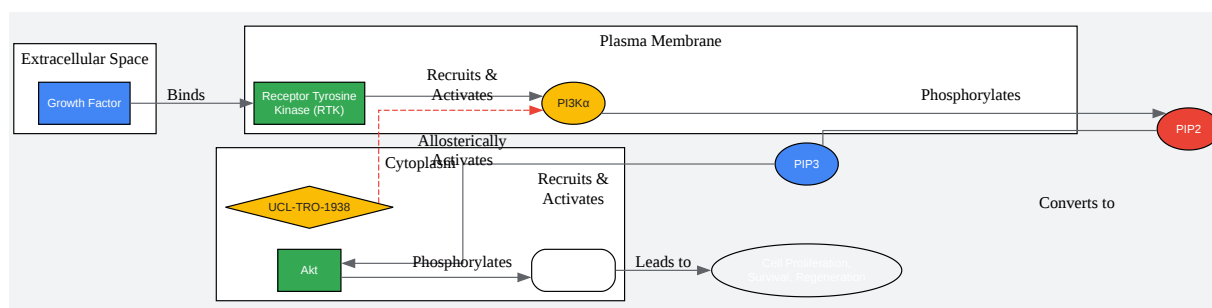 Plasma Membrane
Extracellular Space
Growth Factor
Binds
Receptor Tyrosine
Kinase (RTK)
Recruits &
Activates
PI3Kα
Phosphorylates
PIP2
Allosterically
Activates
Cytoplasm
PIP3
Recruits &
Activates
UCL-TRO-1938
Converts to
Akt
Phosphorylates
Leads to
Cell Proliferation,
Survival, Regeneration